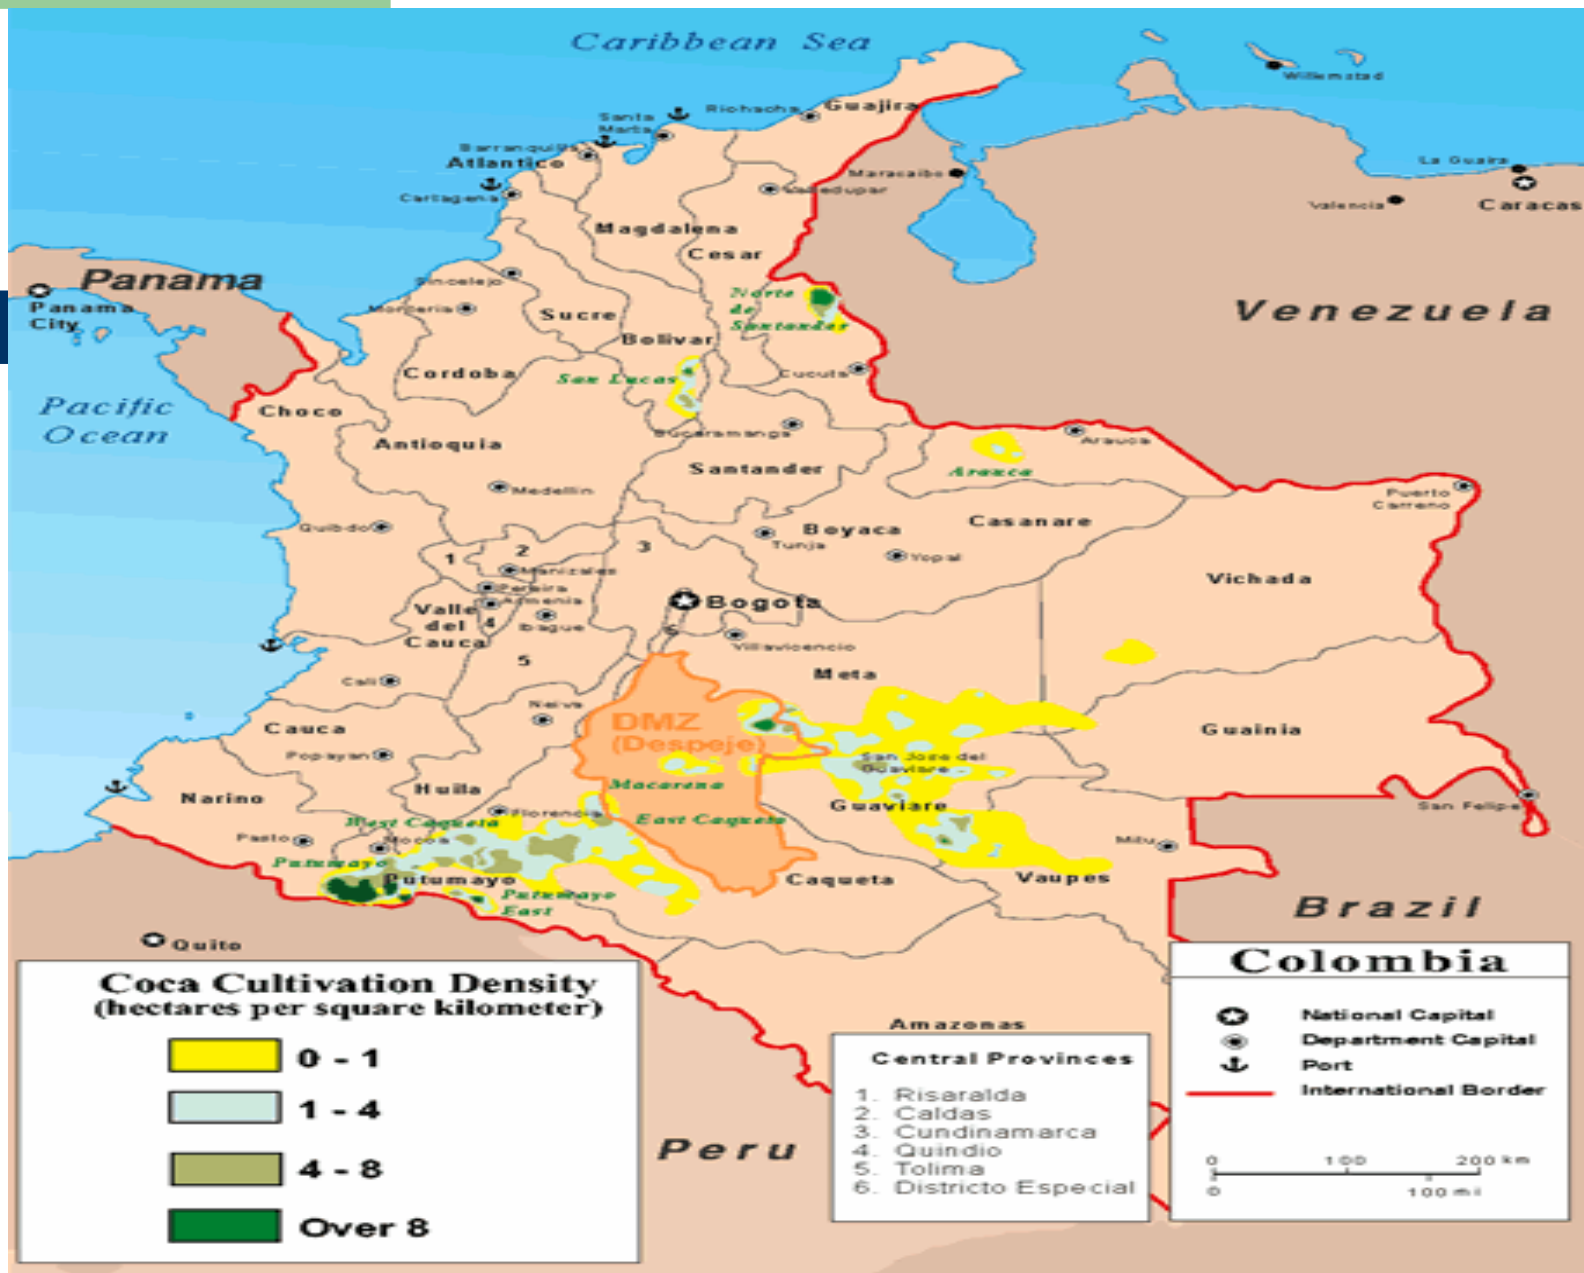 Caribbean Sea
Willemstad
Riohacha
Guajira
Santa
Marta
Barranquilla
Atlantico
La Guaira
Maracaibo
Valledupar
Cartagena
Valencia
Caracas
Magdalena
Cesar
Panama
Sincelejo
Panama
City
Monteria
Norte
de
Santander
Venezuela
Sucre
Bolivar
Cordoba
San Lucas
Cucuta
Pacific
Ocean
Choco
Antioquia
Bucaramanga
Arauca
Santander
Arauca
Medellin
Puerto
Carreno
Quibdo
Boyaca
Casanare
Tunja
Yopal
1
2
3
Manizales
Vichada
Pereira
Armenia
Bogota
Valle
del
Cauca
4
Ibague
6
Villavicencio
5
Meta
Cali
Neiva
DMZ
(Despeje)
Cauca
Guainia
Popayan
San Jose del
Guaviare
Macarena
Huila
Narino
Guaviare
San Felipe
Florencia
West Caqueta
East Caqueta
Pasto
Mocoa
Mitu
Putumayo
Putumayo
Caqueta
Vaupes
Putumayo
East
Brazil
Quito
Amazonas
Peru
Coca Cultivation Density
(hectares per square kilometer)
0 - 1
1 - 4
4 - 8
Over 8
Central Provinces
1. Risaralda
2. Caldas
3. Cundinamarca
4. Quindio
5. Tolima
6. Districto Especial
Colombia
National Capital
Department Capital
Port
International Border
0 100 200 km
0 100 mi